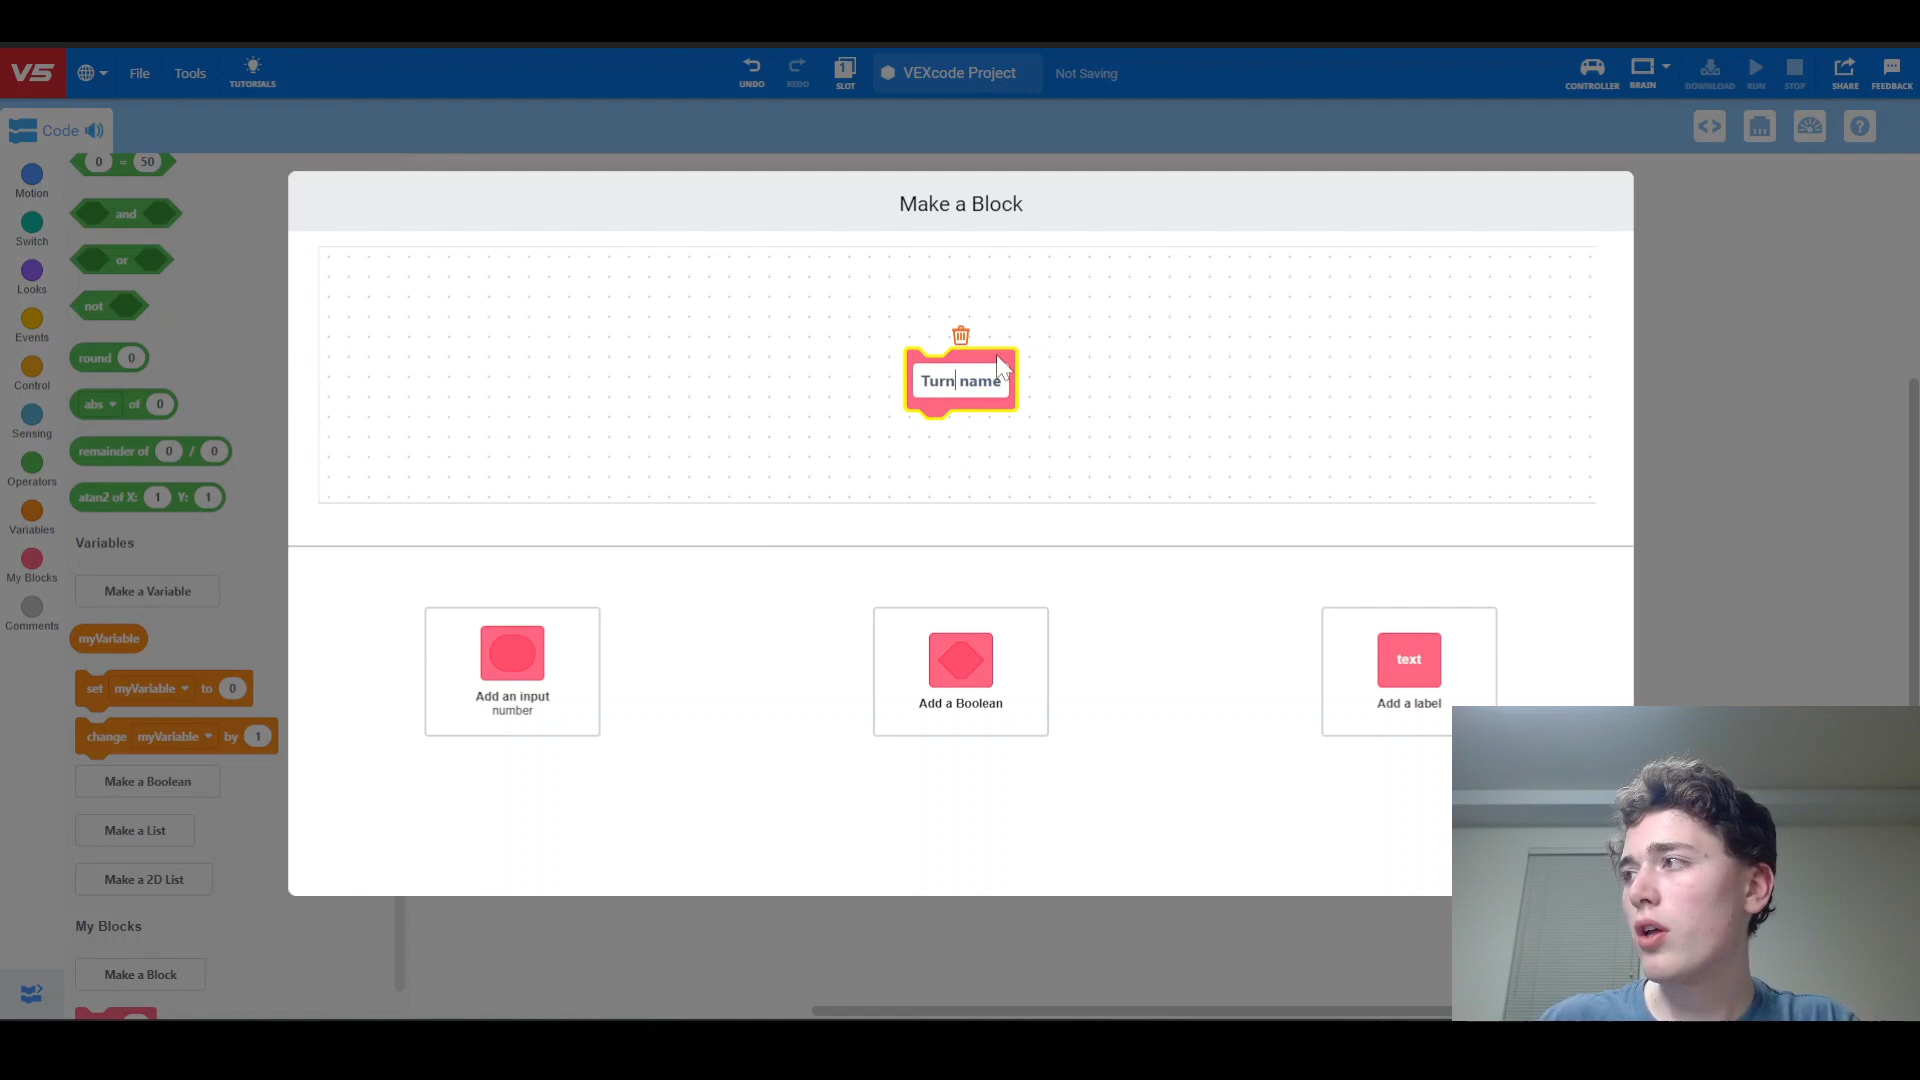 V5
File
Tools
TUTORIALS
UNDO
REDO
1
SLOT
VEXcode Project
Not Saving
CONTROLLER
BRAIN
DOWNLOAD
RUN
STOP
SHARE
FEEDBACK
Code
Motion
Switch
Looks
Events
Control
Sensing
Operators
Variables
My Blocks
Comments
0 = 50
and
or
not
round 0
abs of 0
remainder of 0 / 0
atan2 of X: 1 Y: 1
Variables
Make a Variable
myVariable
set myVariable to 0
change myVariable by 1
Make a Boolean
Make a List
Make a 2D List
My Blocks
Make a Block
Make a Block
Turn name
Add an input
number
Add a Boolean
text
Add a label